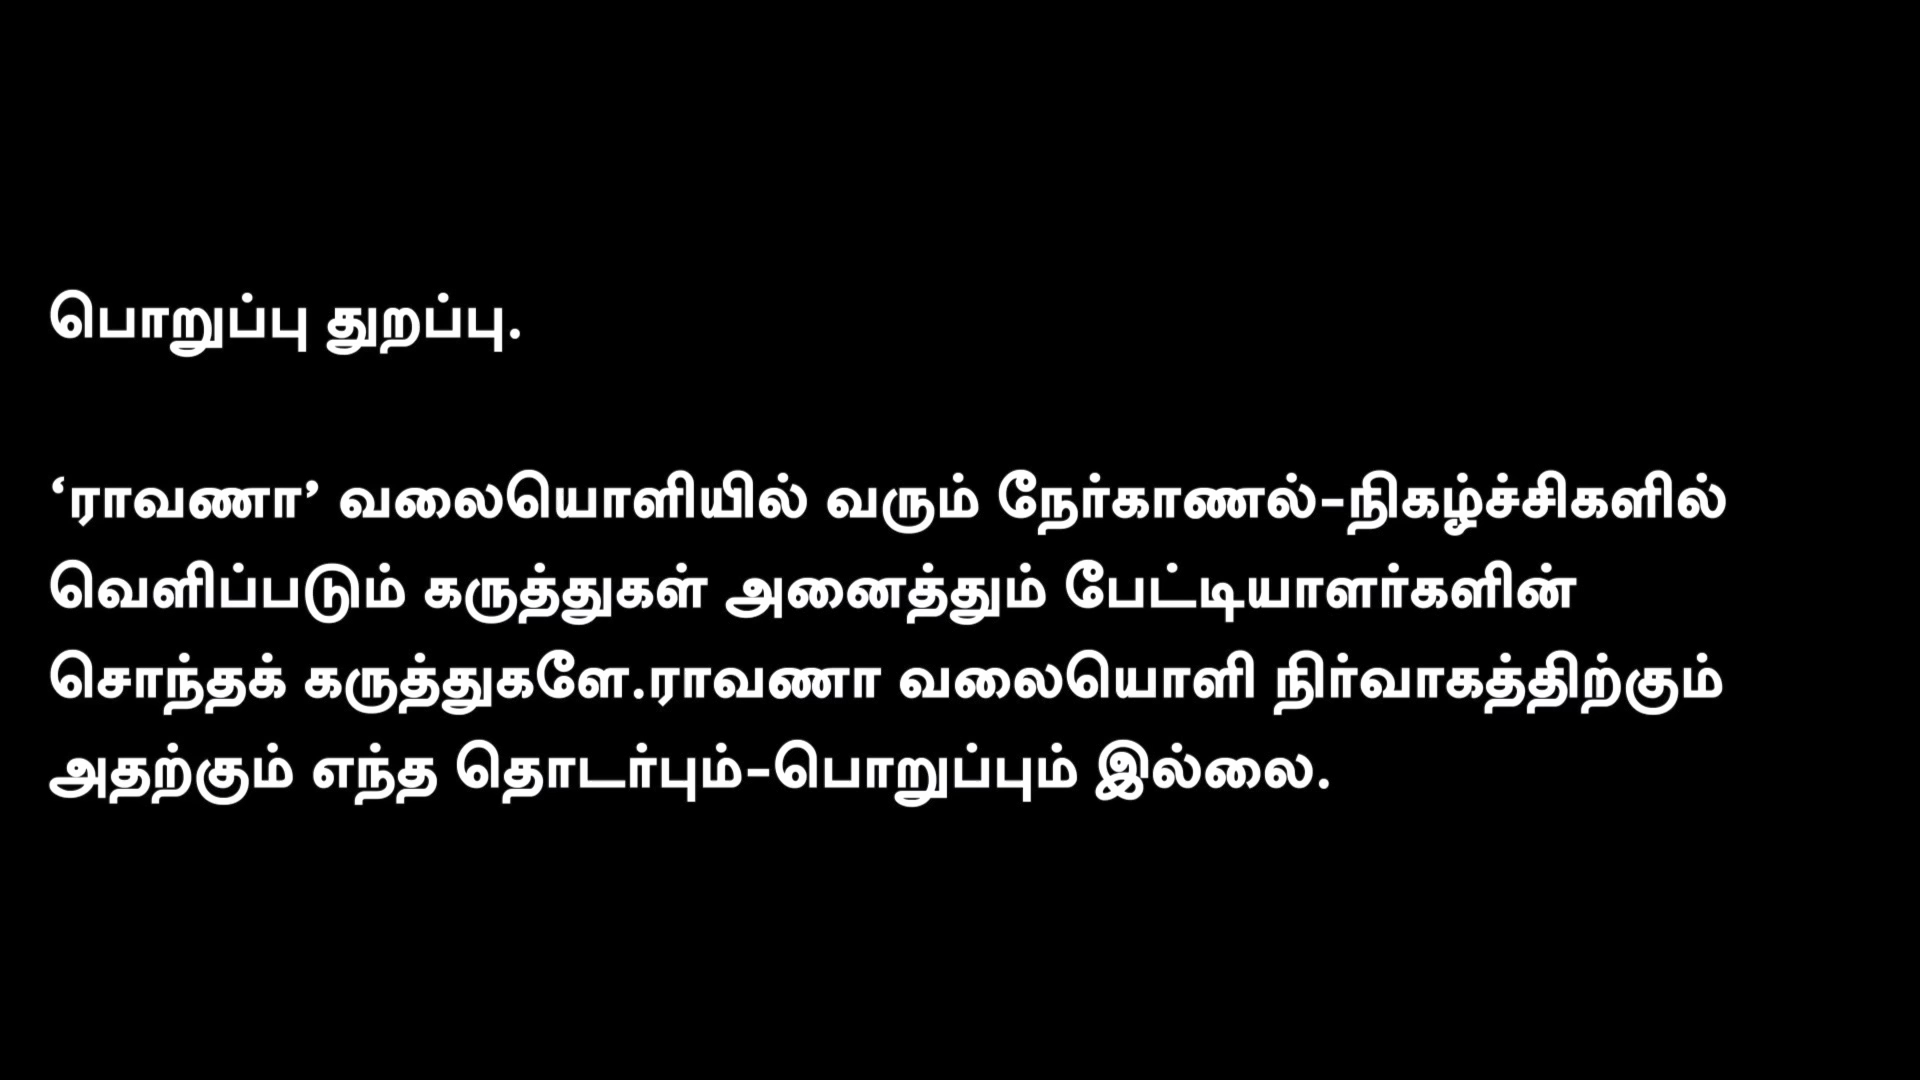 பொறுப்பு துறப்பு.
‘ராவணா’ வலையொளியில் வரும் நேர்காணல்-நிகழ்ச்சிகளில்
வெளிப்படும் கருத்துகள் அனைத்தும் பேட்டியாளர்களின்
சொந்தக் கருத்துகளே.ராவணா வலையொளி நிர்வாகத்திற்கும்
அதற்கும் எந்த தொடர்பும்-பொறுப்பும் இல்லை.